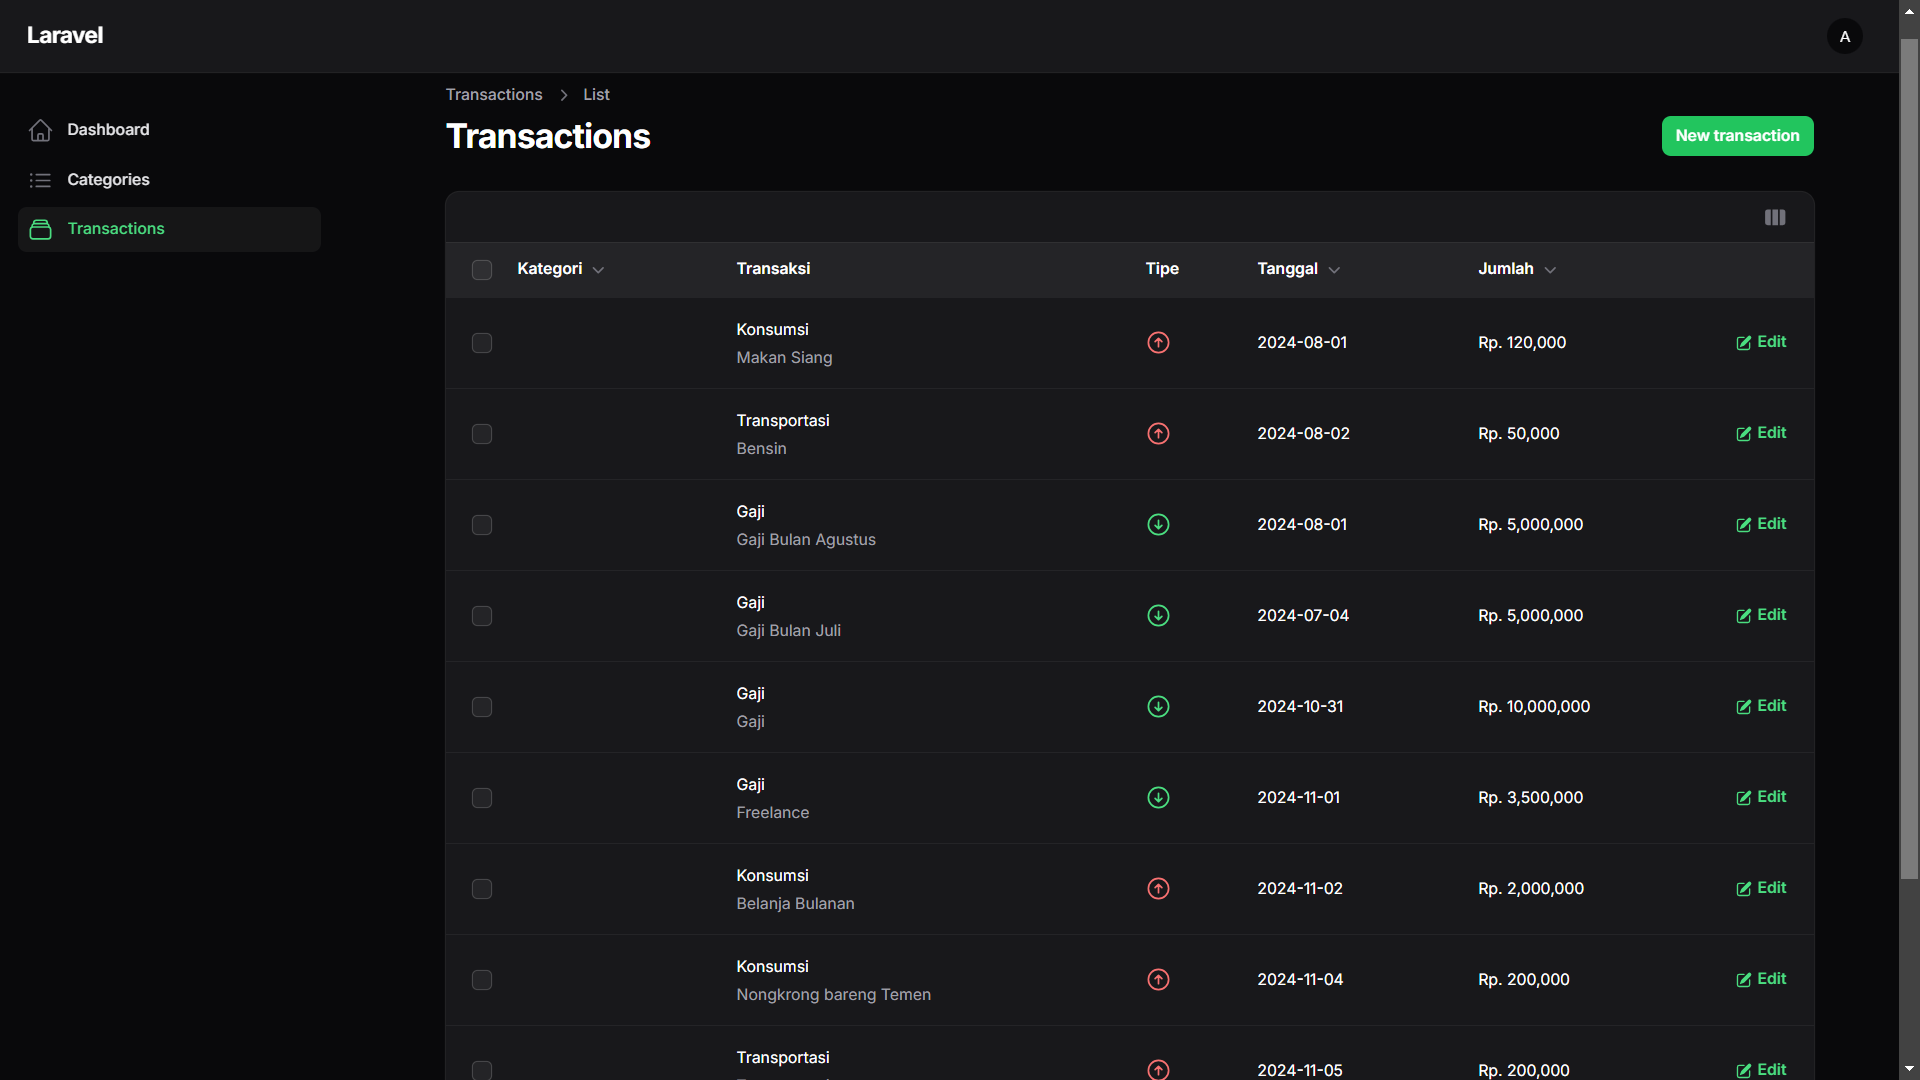 Laravel
A
Dashboard
Categories
Transactions
Transactions > List
Transactions
New transaction
Kategori Transaksi Tipe Tanggal Jumlah
Konsumsi
Makan Siang
2024-08-01 Rp. 120,000 Edit
Transportasi
Bensin
2024-08-02 Rp. 50,000 Edit
Gaji
Gaji Bulan Agustus
2024-08-01 Rp. 5,000,000 Edit
Gaji
Gaji Bulan Juli
2024-07-04 Rp. 5,000,000 Edit
Gaji
Gaji
2024-10-31 Rp. 10,000,000 Edit
Gaji
Freelance
2024-11-01 Rp. 3,500,000 Edit
Konsumsi
Belanja Bulanan
2024-11-02 Rp. 2,000,000 Edit
Konsumsi
Nongkrong bareng Temen
2024-11-04 Rp. 200,000 Edit
Transportasi
2024-11-05 Rp. 200,000 Edit